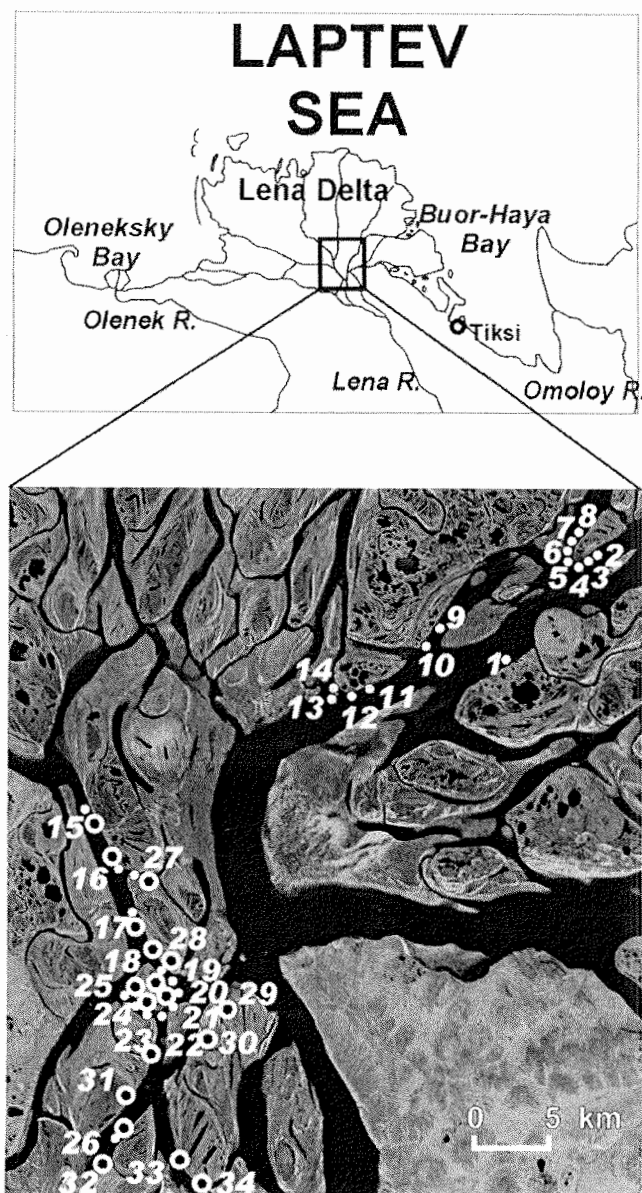 LAPTEV
SEA
Lena Delta
Oleneksky
Bay
Buor-Haya
Bay
Olenek R.
Tiksi
Lena R.
Omoloy R.
7 8
6 2
5 4 3
9
10 1
14
13 12 11
15
16 27
17
18 28
25 19
24 20 29
21
23 22 30
31
26
32 33 34
0 5 km